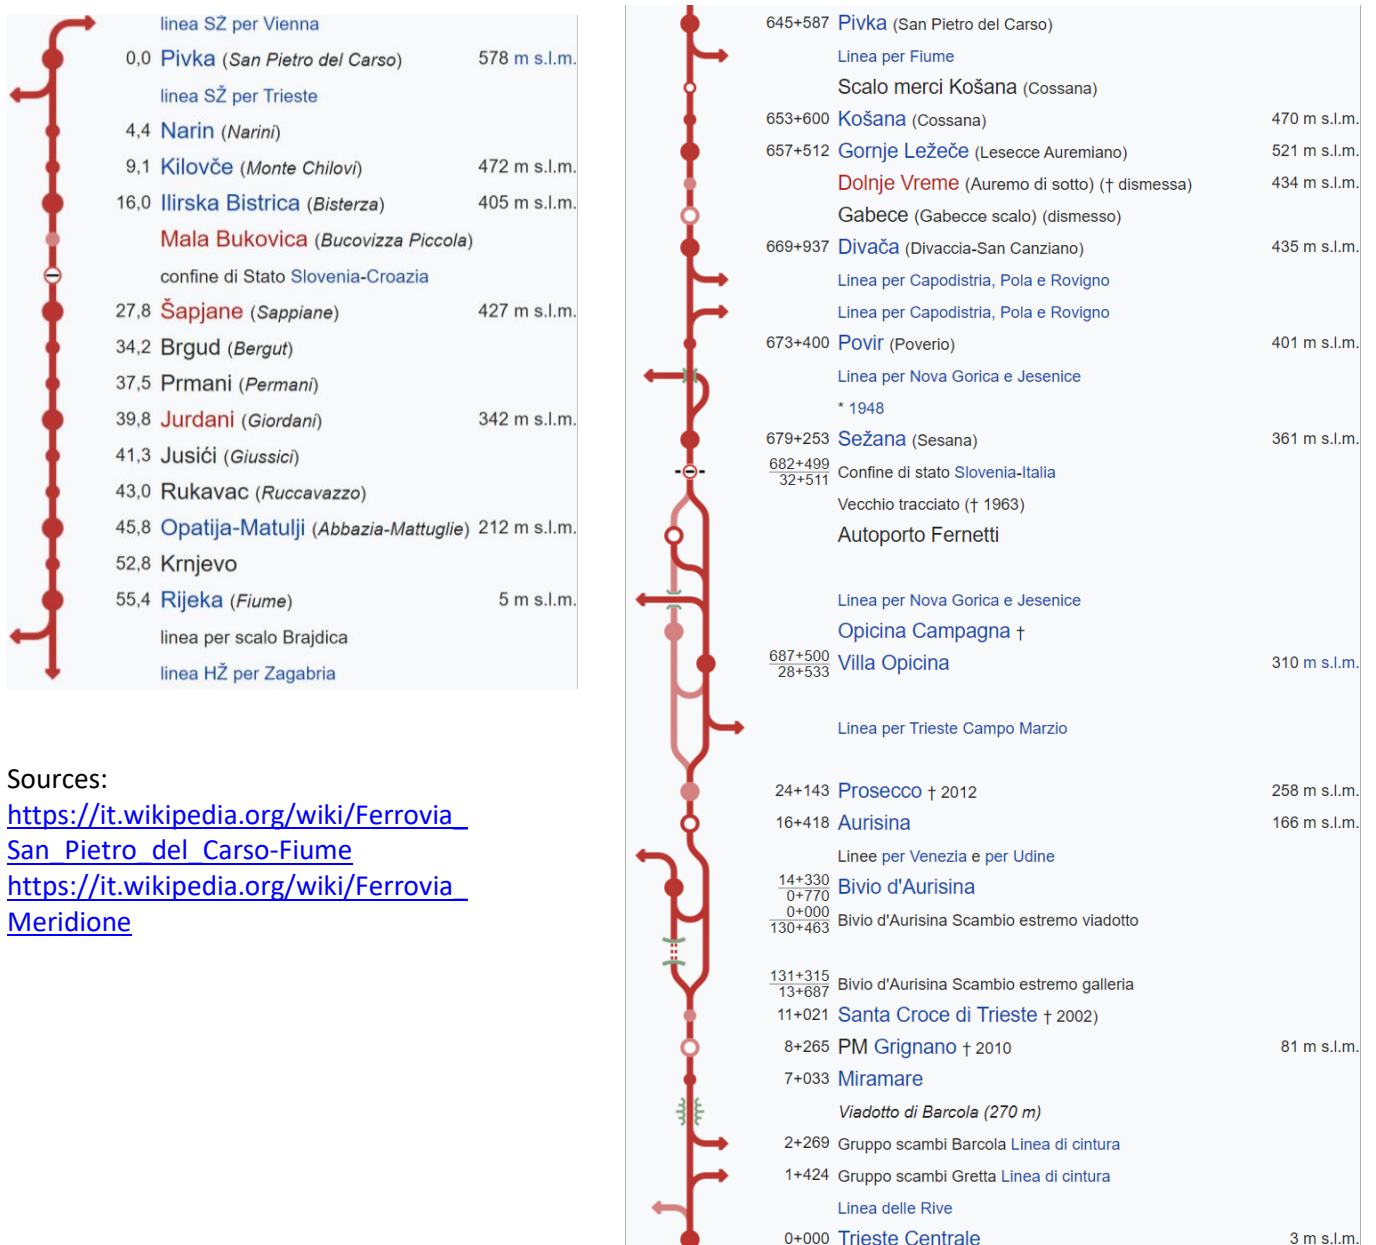 linea SŽ per Vienna
0,0 Pivka (San Pietro del Carso) 578 m s.l.m.
linea SŽ per Trieste
4,4 Narin (Narini)
9,1 Kilovče (Monte Chilovi) 472 m s.l.m.
16,0 Ilirska Bistrica (Bisterza) 405 m s.l.m.
Mala Bukovica (Bucovizza Piccola)
confine di Stato Slovenia-Croazia
27,8 Šapjane (Sappiane) 427 m s.l.m.
34,2 Brgud (Bergut)
37,5 Prmani (Permani)
39,8 Jurdani (Giordani) 342 m s.l.m.
41,3 Jusići (Giussici)
43,0 Rukavac (Ruccavazzo)
45,8 Opatija-Matulji (Abbazia-Mattuglie) 212 m s.l.m.
52,8 Krnjevo
55,4 Rijeka (Fiume) 5 m s.l.m.
linea per scalo Brajdica
linea HŽ per Zagabria
Sources:
https://it.wikipedia.org/wiki/Ferrovia_
San_Pietro_del_Carso-Fiume
https://it.wikipedia.org/wiki/Ferrovia_
Meridione
645+587 Pivka (San Pietro del Carso)
Linea per Fiume
Scalo merci Košana (Cossana)
653+600 Košana (Cossana) 470 m s.l.m.
657+512 Gornje Ležeče (Lesecce Auremiano) 521 m s.l.m.
Dolnje Vreme (Auremo di sotto) († dismessa) 434 m s.l.m.
Gabece (Gabecce scalo) (dismesso)
669+937 Divača (Divaccia-San Canziano) 435 m s.l.m.
Linea per Capodistria, Pola e Rovigno
Linea per Capodistria, Pola e Rovigno
673+400 Povir (Poverio) 401 m s.l.m.
Linea per Nova Gorica e Jesenice
* 1948
679+253 Sežana (Sesana) 361 m s.l.m.
682+499
32+511 Confine di stato Slovenia-Italia
Vecchio tracciato († 1963)
Autoporto Fernetti
Linea per Nova Gorica e Jesenice
Opicina Campagna †
687+500
28+533 Villa Opicina 310 m s.l.m.
Linea per Trieste Campo Marzio
24+143 Prosecco † 2012 258 m s.l.m.
16+418 Aurisina 166 m s.l.m.
Linee per Venezia e per Udine
14+330
0+770 Bivio d'Aurisina
0+000
130+463 Bivio d'Aurisina Scambio estremo viadotto
131+315
13+687 Bivio d'Aurisina Scambio estremo galleria
11+021 Santa Croce di Trieste † 2002)
8+265 PM Grignano † 2010 81 m s.l.m.
7+033 Miramare
Viadotto di Barcola (270 m)
2+269 Gruppo scambi Barcola Linea di cintura
1+424 Gruppo scambi Gretta Linea di cintura
Linea delle Rive
0+000 Trieste Centrale 3 m s.l.m.